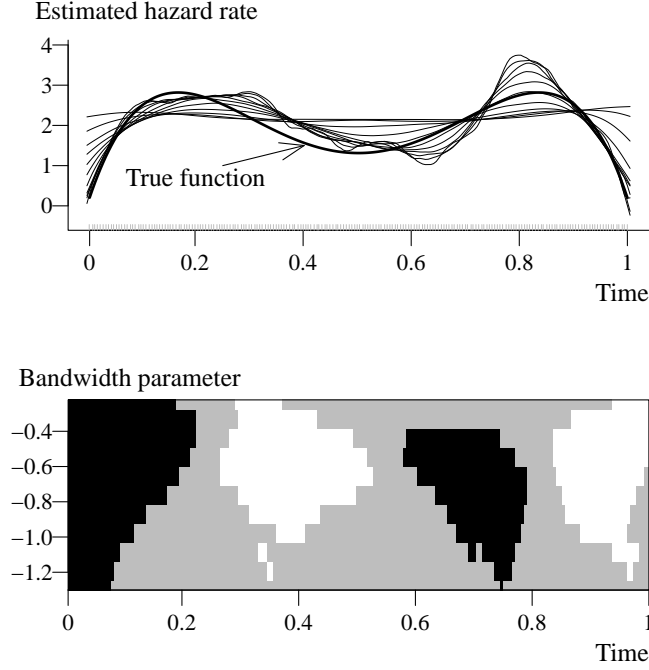 Estimated hazard rate
4
3
2
1
0
True function
0 0.2 0.4 0.6 0.8 1
Time
Bandwidth parameter
−0.4
−0.6
−0.8
−1.0
−1.2
0 0.2 0.4 0.6 0.8 1
Time